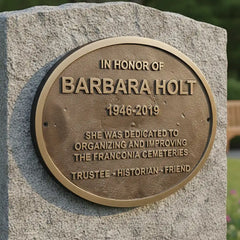 IN HONOR OF
BARBARA HOLT
1946-2019
SHE WAS DEDICATED TO
ORGANIZING AND IMPROVING
THE FRANCONIA CEMETERIES
TRUSTEE • HISTORIAN • FRIEND